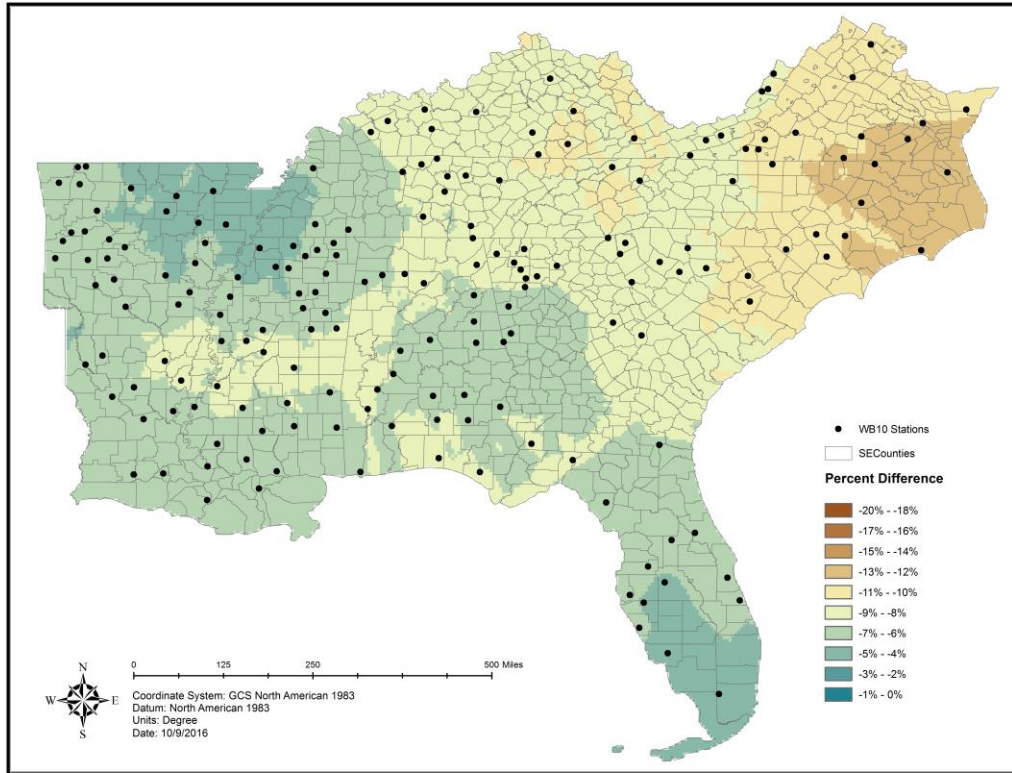 WB10 Stations
SECounties
Percent Difference
-20% - -18%
-17% - -16%
-15% - -14%
-13% - -12%
-11% - -10%
-9% - -8%
-7% - -6%
-5% - -4%
-3% - -2%
-1% - 0%
0 125 250 500 Miles
N
W E
S
Coordinate System: GCS North American 1983
Datum: North American 1983
Units: Degree
Date: 10/9/2016